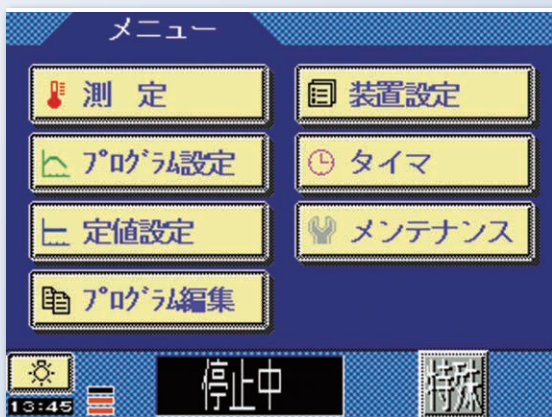 メニュー
測 定
プログラム設定
定値設定
プログラム編集
装置設定
タイマ
メンテナンス
13:45
停止中
特殊